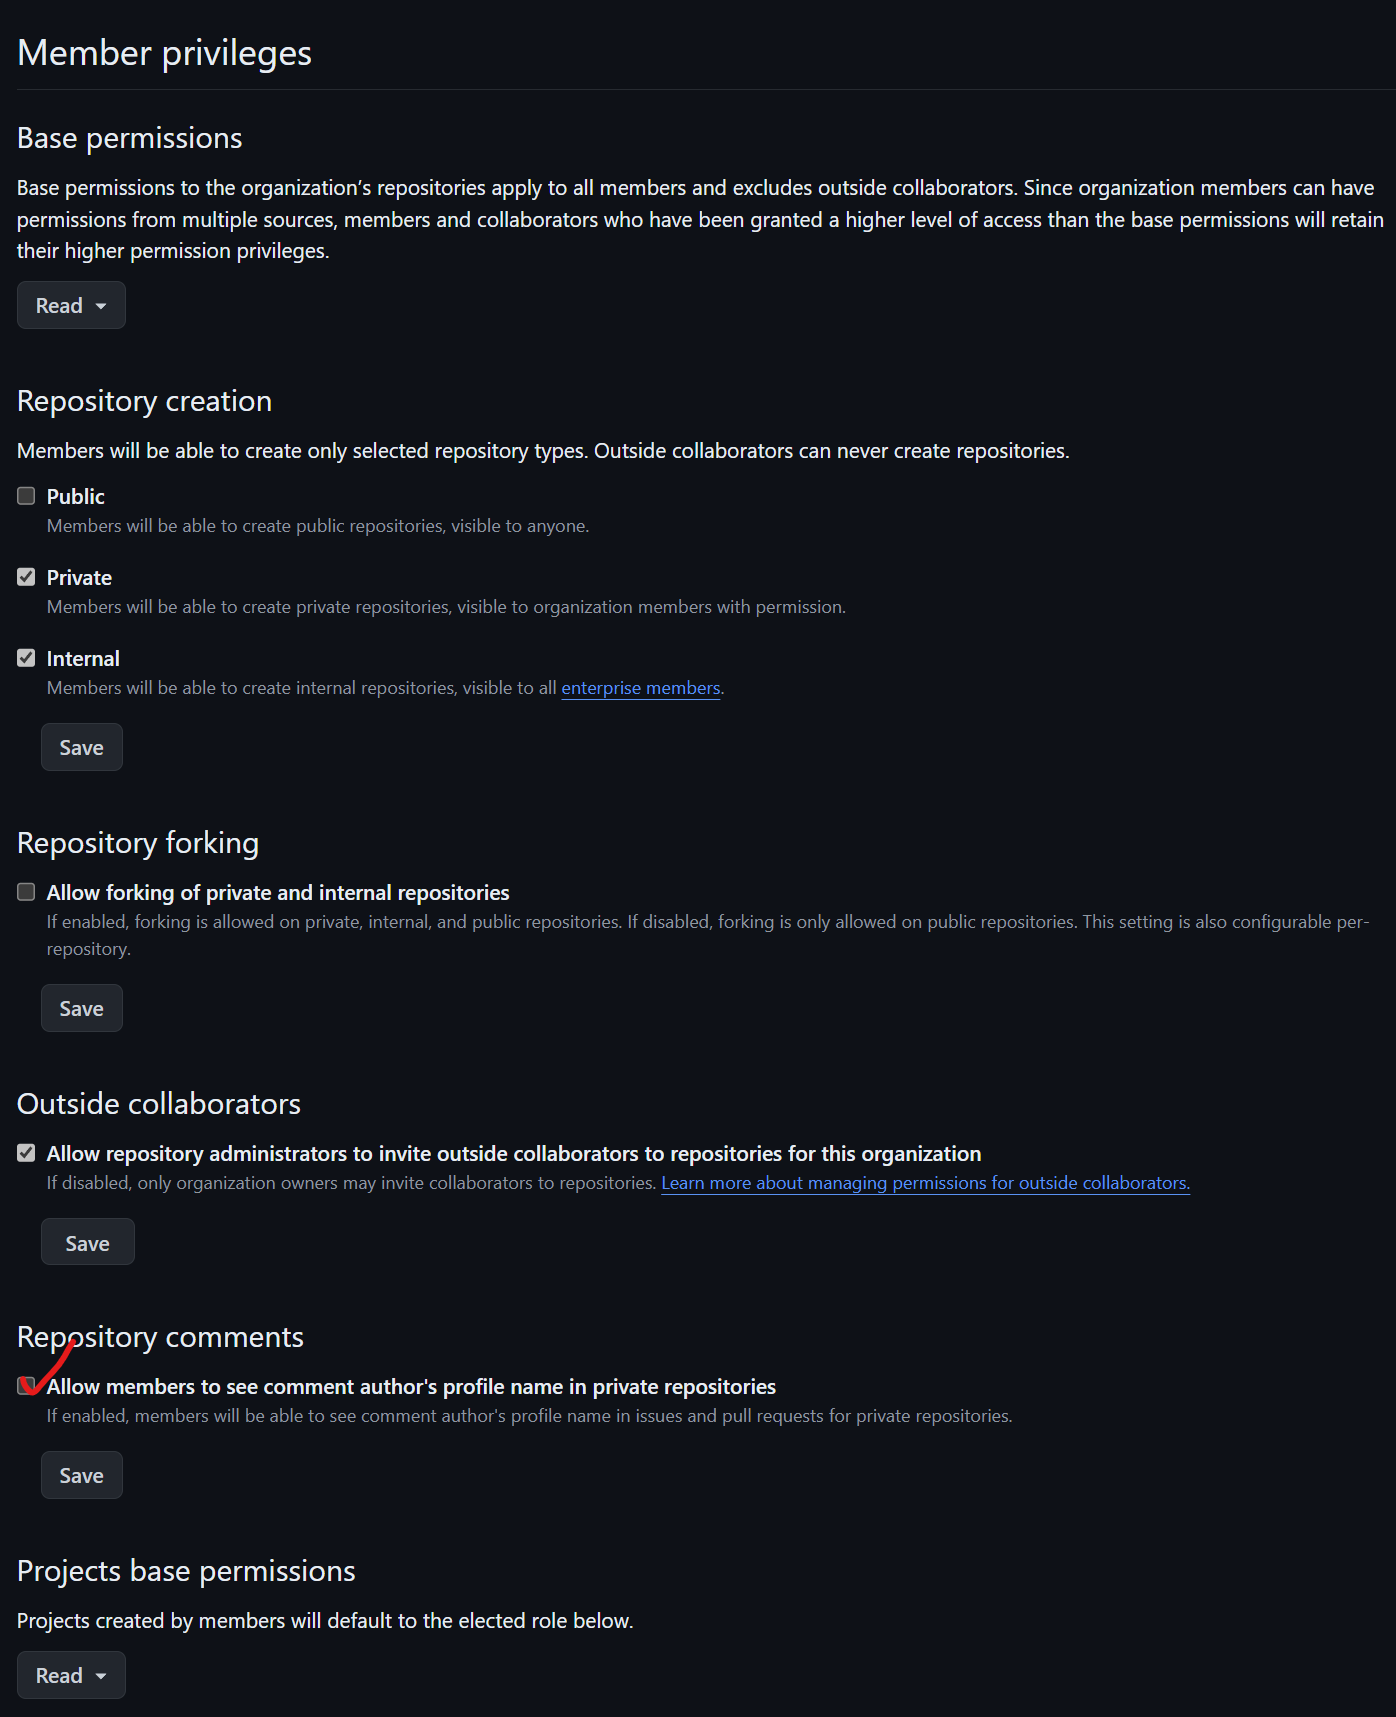 Member privileges
Base permissions
Base permissions to the organization’s repositories apply to all members and excludes outside collaborators. Since organization members can have
permissions from multiple sources, members and collaborators who have been granted a higher level of access than the base permissions will retain
their higher permission privileges.
Read
Repository creation
Members will be able to create only selected repository types. Outside collaborators can never create repositories.
Public
Members will be able to create public repositories, visible to anyone.
Private
Members will be able to create private repositories, visible to organization members with permission.
Internal
Members will be able to create internal repositories, visible to all enterprise members.
Save
Repository forking
Allow forking of private and internal repositories
If enabled, forking is allowed on private, internal, and public repositories. If disabled, forking is only allowed on public repositories. This setting is also configurable per-
repository.
Save
Outside collaborators
Allow repository administrators to invite outside collaborators to repositories for this organization
If disabled, only organization owners may invite collaborators to repositories. Learn more about managing permissions for outside collaborators.
Save
Repository comments
Allow members to see comment author's profile name in private repositories
If enabled, members will be able to see comment author's profile name in issues and pull requests for private repositories.
Save
Projects base permissions
Projects created by members will default to the elected role below.
Read